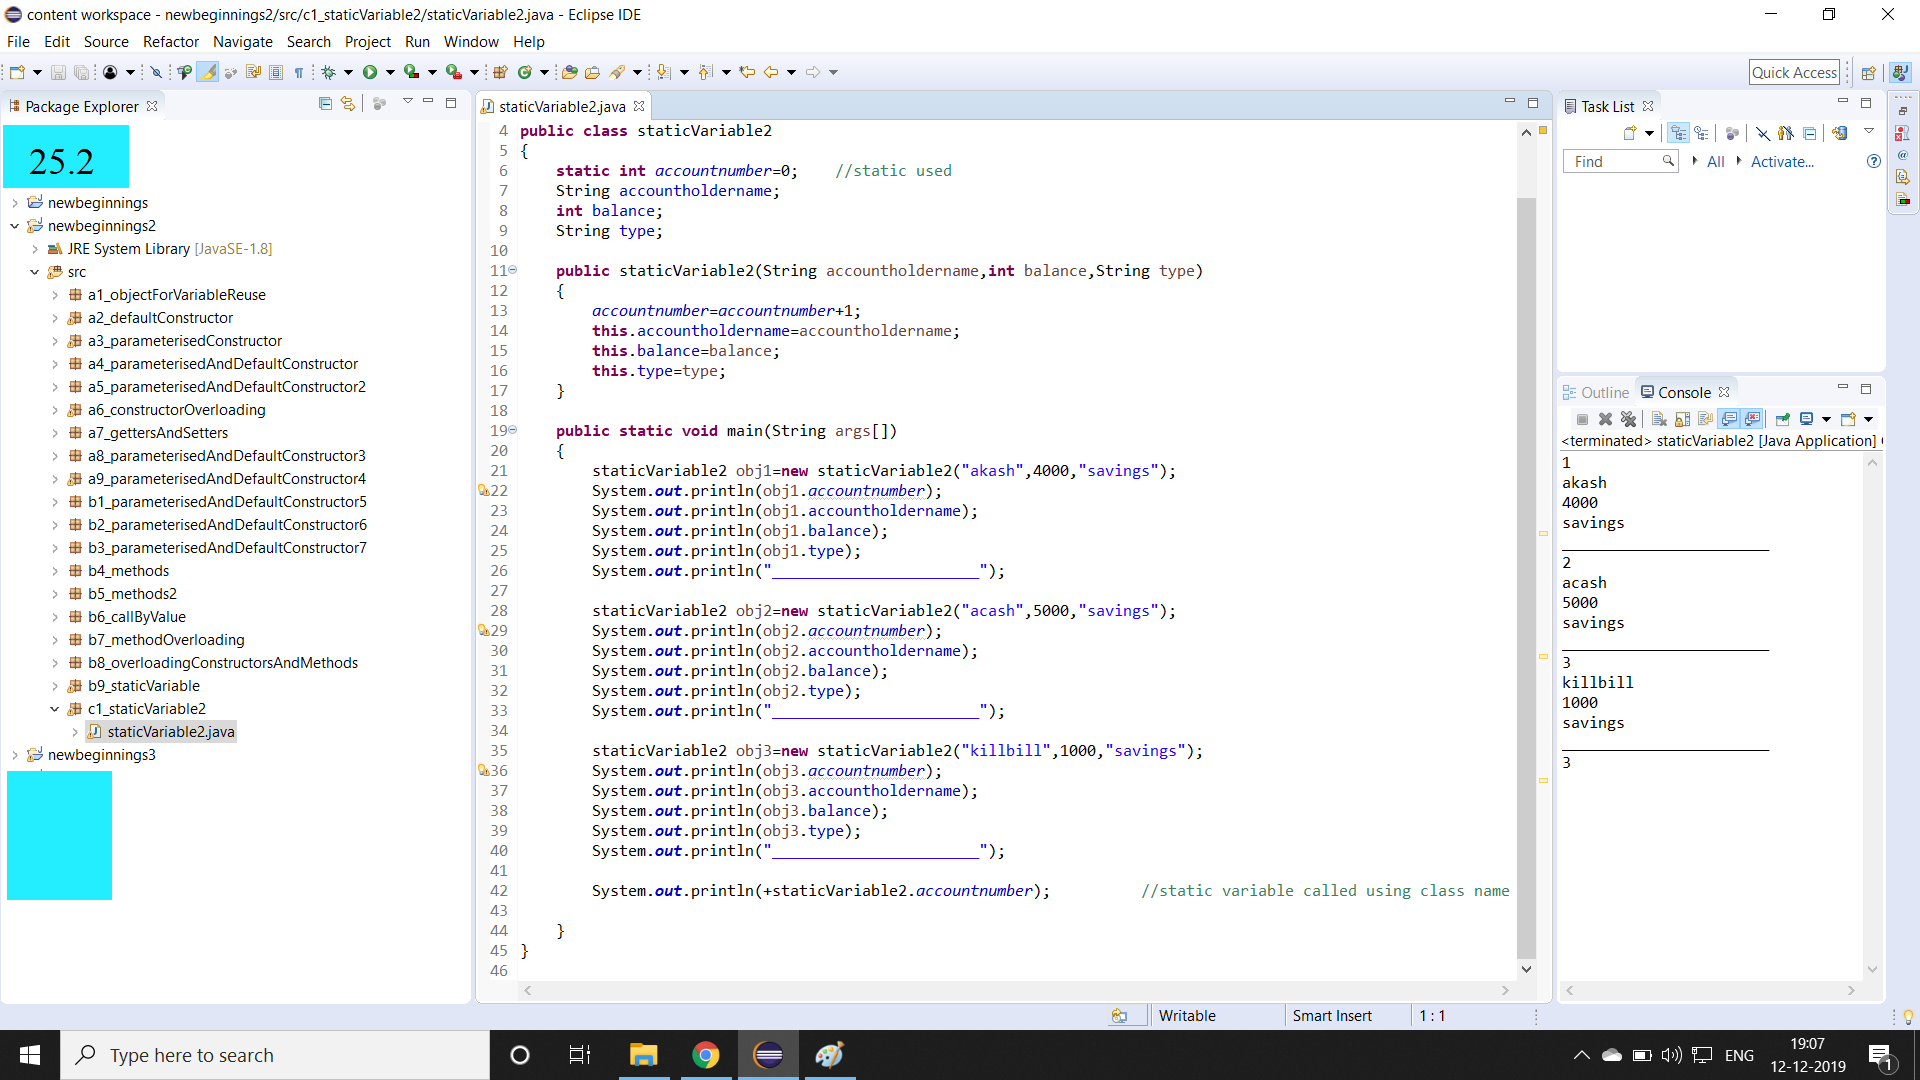 content workspace - newbeginnings2/src/c1_staticVariable2/staticVariable2.java - Eclipse IDE
File Edit Source Refactor Navigate Search Project Run Window Help
Quick Access
Package Explorer
25.2
newbeginnings
newbeginnings2
JRE System Library [JavaSE-1.8]
src
a1_objectForVariableReuse
a2_defaultConstructor
a3_parameterisedConstructor
a4_parameterisedAndDefaultConstructor
a5_parameterisedAndDefaultConstructor2
a6_constructorOverloading
a7_gettersAndSetters
a8_parameterisedAndDefaultConstructor3
a9_parameterisedAndDefaultConstructor4
b1_parameterisedAndDefaultConstructor5
b2_parameterisedAndDefaultConstructor6
b3_parameterisedAndDefaultConstructor7
b4_methods
b5_methods2
b6_callByValue
b7_methodOverloading
b8_overloadingConstructorsAndMethods
b9_staticVariable
c1_staticVariable2
staticVariable2.java
newbeginnings3
staticVariable2.java
4 public class staticVariable2
5 {
6     static int accountnumber=0;    //static used
7     String accountholdername;
8     int balance;
9     String type;
10
11     public staticVariable2(String accountholdername,int balance,String type)
12     {
13         accountnumber=accountnumber+1;
14         this.accountholdername=accountholdername;
15         this.balance=balance;
16         this.type=type;
17     }
18
19     public static void main(String args[])
20     {
21         staticVariable2 obj1=new staticVariable2("akash",4000,"savings");
22         System.out.println(obj1.accountnumber);
23         System.out.println(obj1.accountholdername);
24         System.out.println(obj1.balance);
25         System.out.println(obj1.type);
26         System.out.println("_______________________");
27
28         staticVariable2 obj2=new staticVariable2("acash",5000,"savings");
29         System.out.println(obj2.accountnumber);
30         System.out.println(obj2.accountholdername);
31         System.out.println(obj2.balance);
32         System.out.println(obj2.type);
33         System.out.println("_______________________");
34
35         staticVariable2 obj3=new staticVariable2("killbill",1000,"savings");
36         System.out.println(obj3.accountnumber);
37         System.out.println(obj3.accountholdername);
38         System.out.println(obj3.balance);
39         System.out.println(obj3.type);
40         System.out.println("_______________________");
41
42         System.out.println(+staticVariable2.accountnumber);          //static variable called using class name
43
44     }
45 }
46
Task List
Find All Activate...
Outline Console
<terminated> staticVariable2 [Java Application]
1
akash
4000
savings
_______________________
2
acash
5000
savings
_______________________
3
killbill
1000
savings
_______________________
3
Writable Smart Insert 1 : 1
Type here to search
ENG
19:07
12-12-2019
1